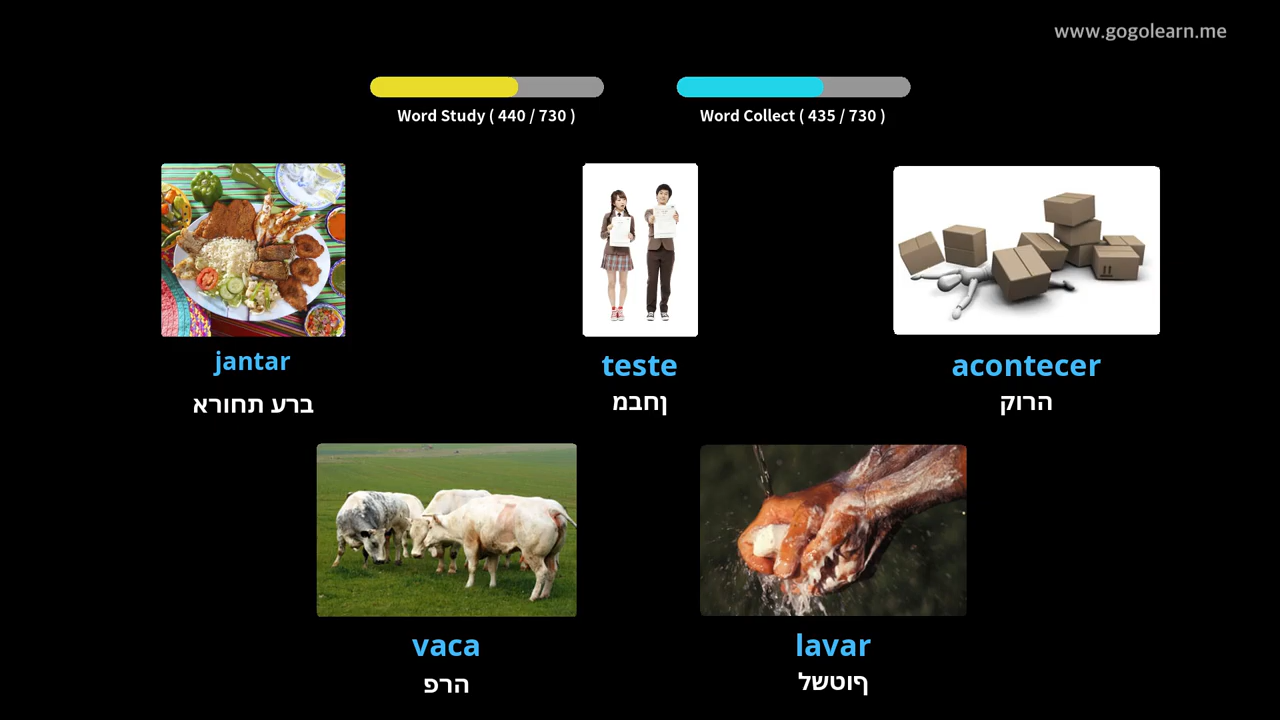 www.gogolearn.me
Word Study ( 440 / 730 )
Word Collect ( 435 / 730 )
jantar
ברע תחורא
teste
ןחבמ
acontecer
הרוק
vaca
הרפ
lavar
ףוטשל